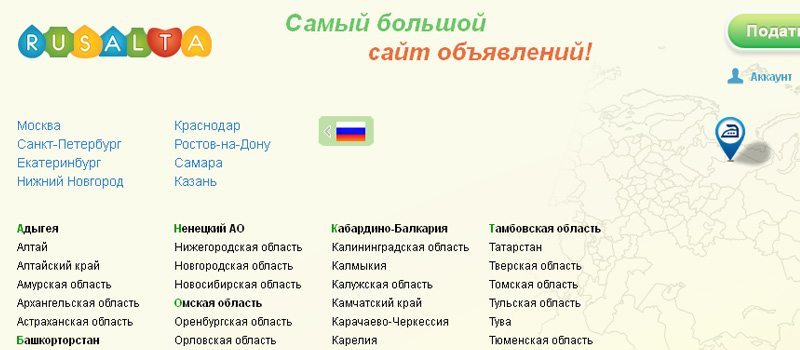 RUSALTA
Самый большой
сайт объявлений!
Подать
Аккаунт
Москва
Санкт-Петербург
Екатеринбург
Нижний Новгород
Краснодар
Ростов-на-Дону
Самара
Казань
Адыгея
Алтай
Алтайский край
Амурская область
Архангельская область
Астраханская область
Башкорторстан
Ненецкий АО
Нижегородская область
Новгородская область
Новосибирская область
Омская область
Оренбургская область
Орловская область
Кабардино-Балкария
Калининградская область
Калмыкия
Калужская область
Камчатский край
Карачаево-Черкессия
Карелия
Тамбовская область
Татарстан
Тверская область
Томская область
Тульская область
Тува
Тюменская область